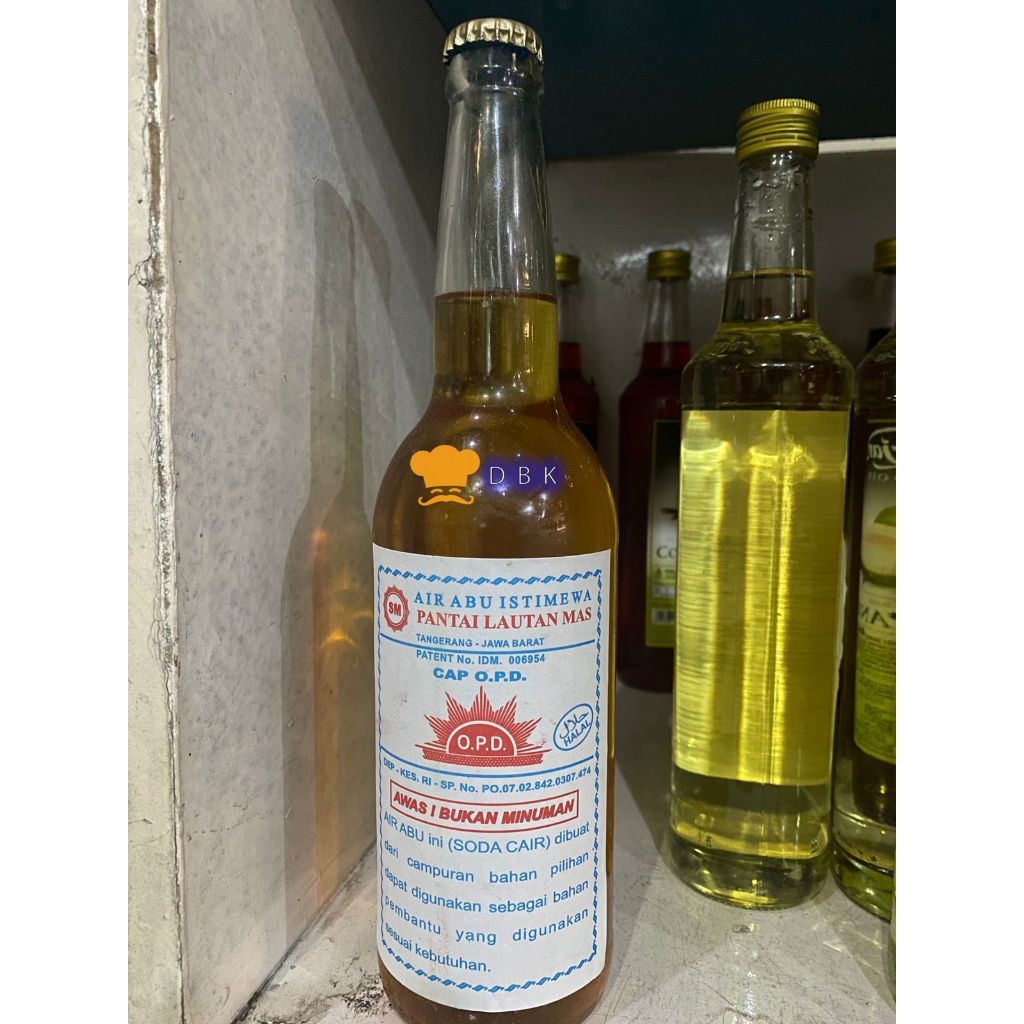 DBK
SM
AIR ABU ISTIMEWA
PANTAI LAUTAN MAS
TANGERANG - JAWA BARAT
PATENT No. IDM. 006954
CAP O.P.D.
O.P.D.
حلال
HALAL
DEP - KES. RI - SP. No. PO.07.02.842.0307.474
AWAS ! BUKAN MINUMAN
AIR ABU ini (SODA CAIR) dibuat
dari campuran bahan pilihan
dapat digunakan sebagai bahan
pembantu yang digunakan
sesuai kebutuhan.